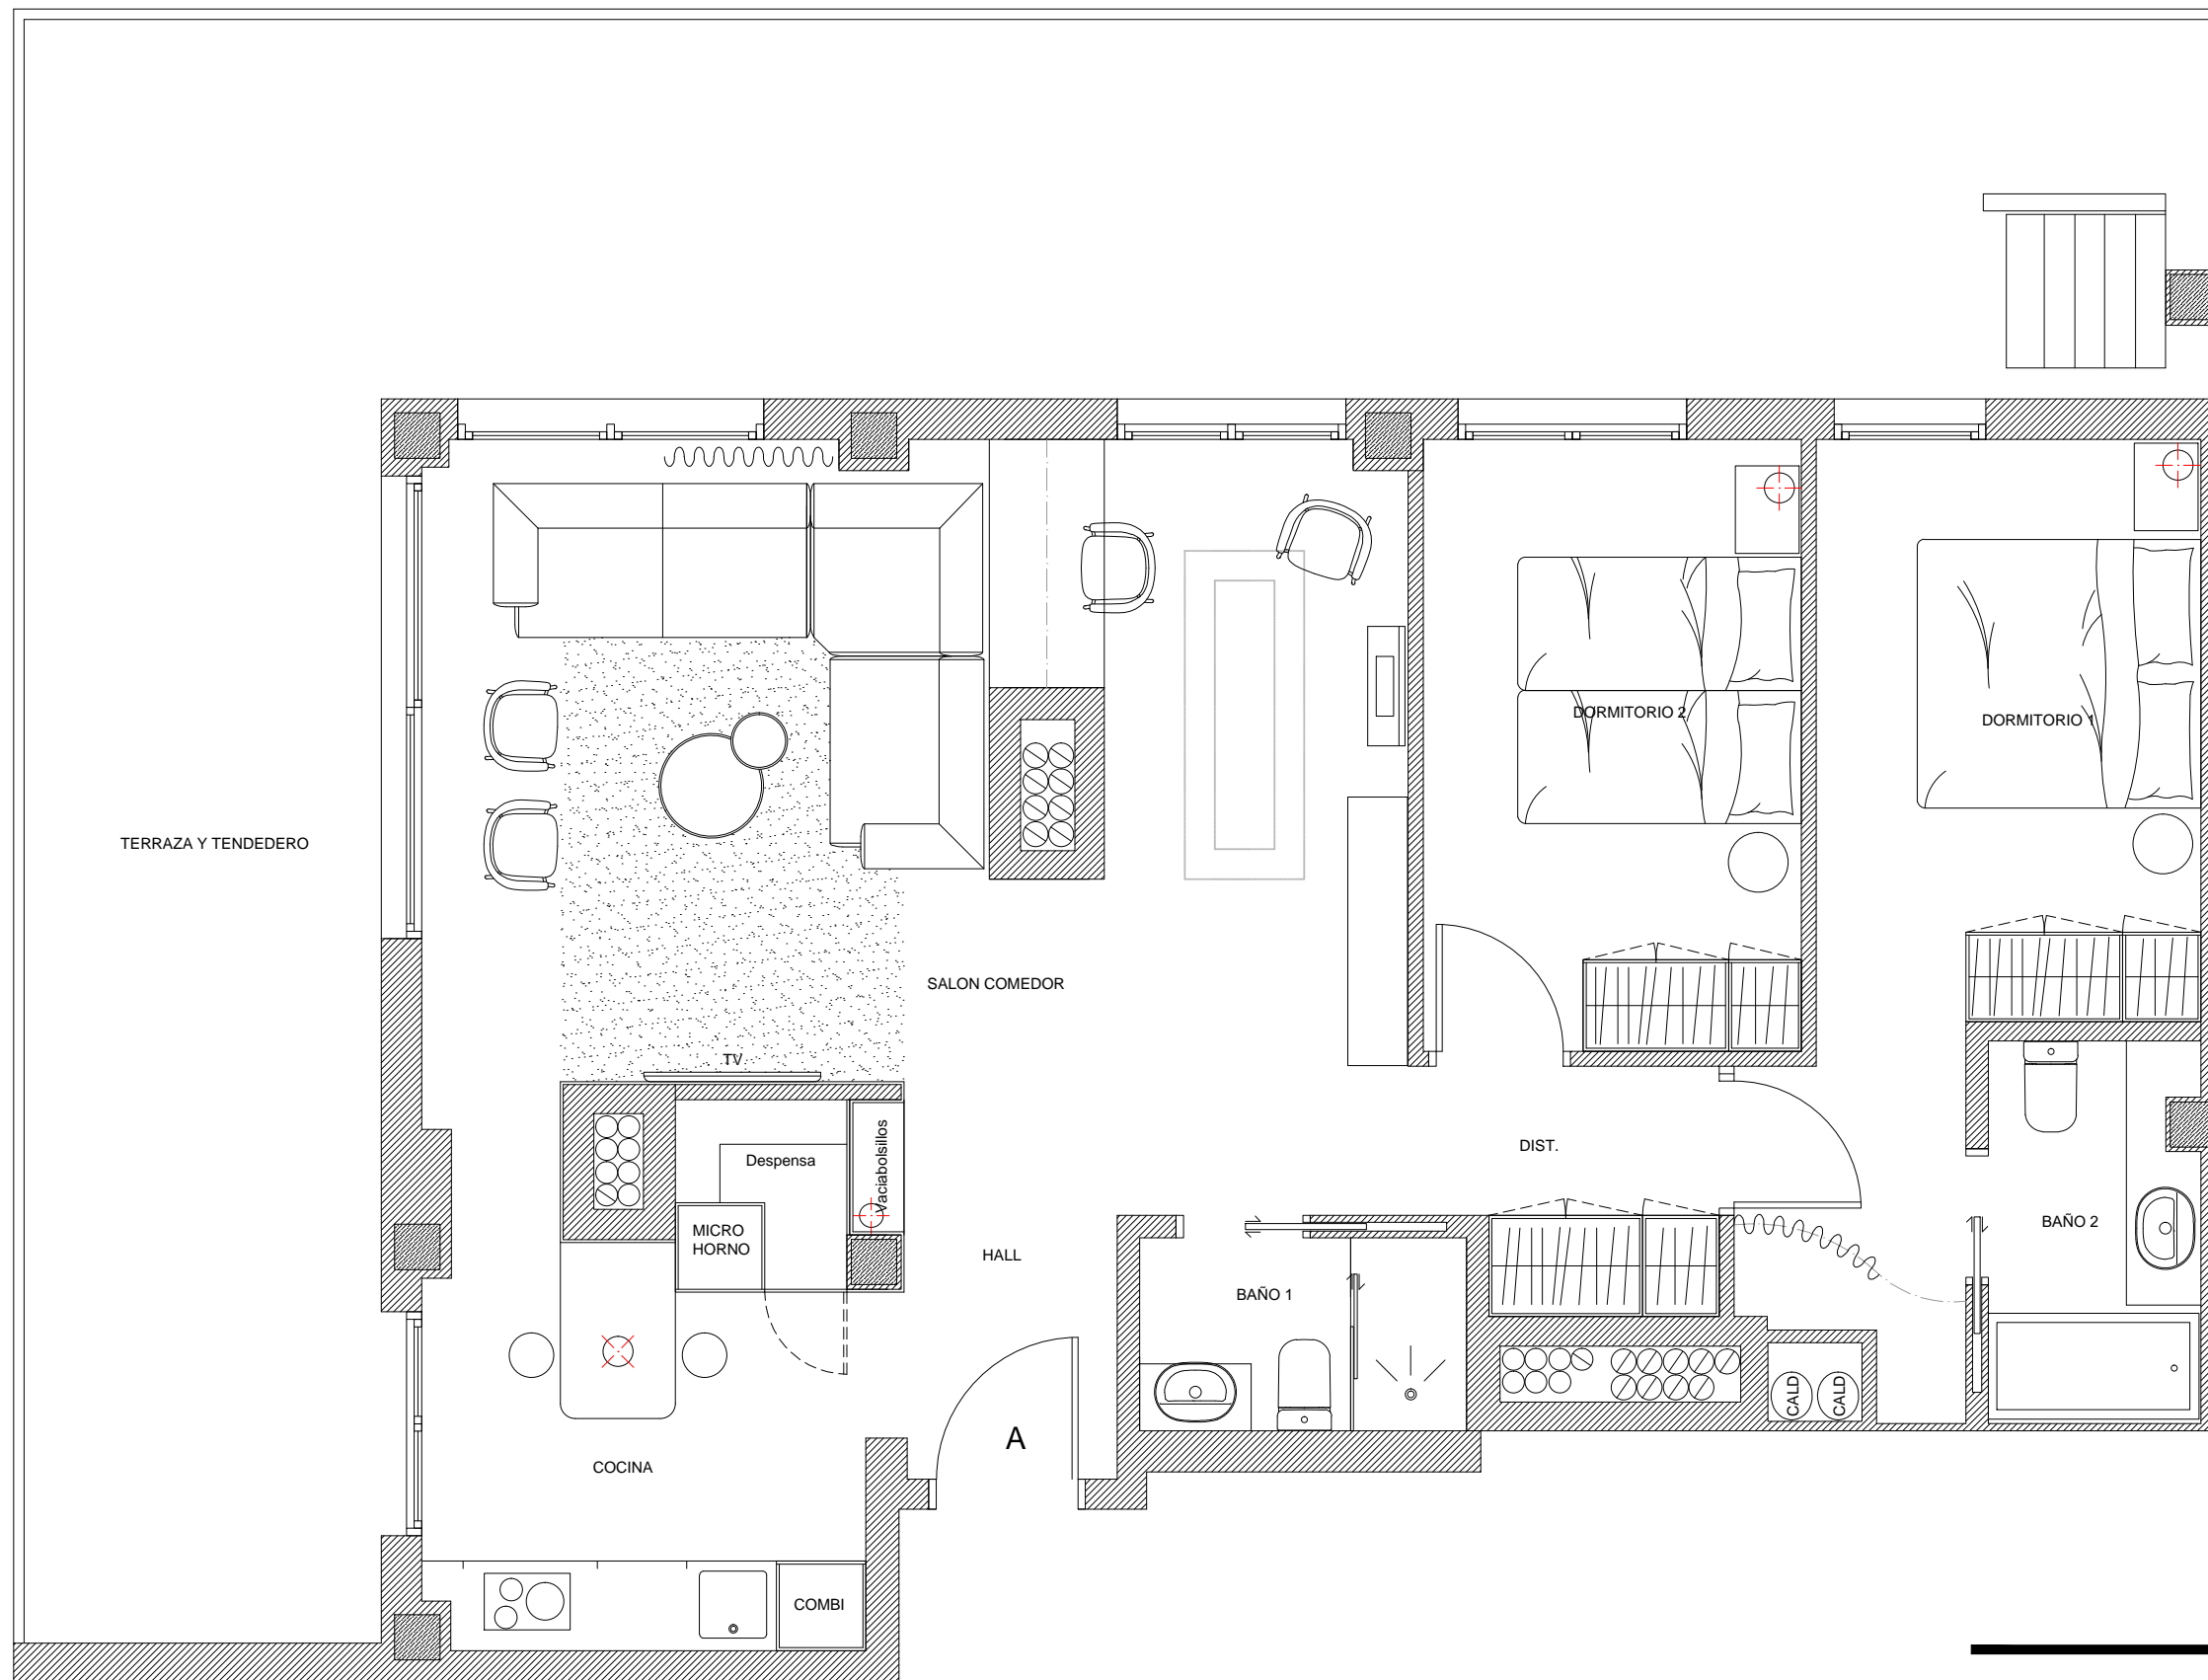 DORMITORIO 2
DORMITORIO 1
TERRAZA Y TENDEDERO
SALON COMEDOR
TV
Despensa
Vaciabolsillos
DIST.
MICRO
HORNO
HALL
BAÑO 2
BAÑO 1
CALD
CALD
A
COCINA
COMBI